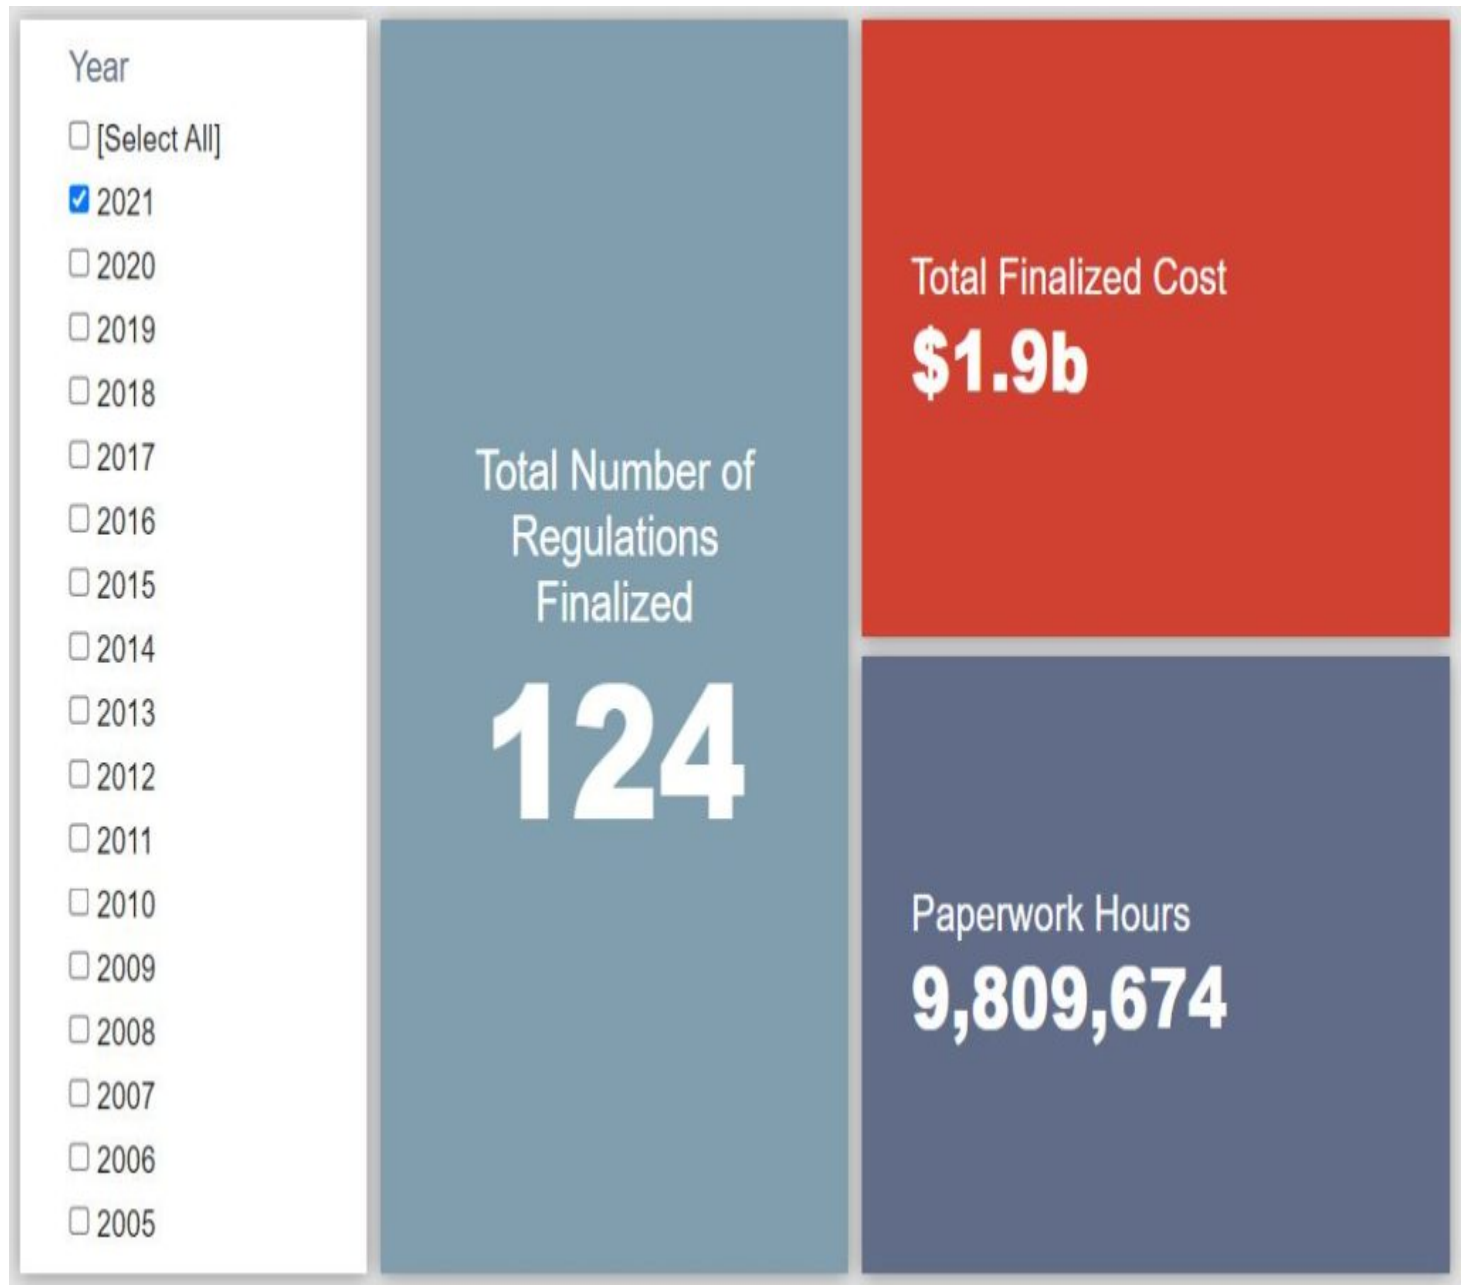 Year
[Select All]
2021
2020
2019
2018
2017
2016
2015
2014
2013
2012
2011
2010
2009
2008
2007
2006
2005
Total Number of
Regulations
Finalized
124
Total Finalized Cost
$1.9b
Paperwork Hours
9,809,674